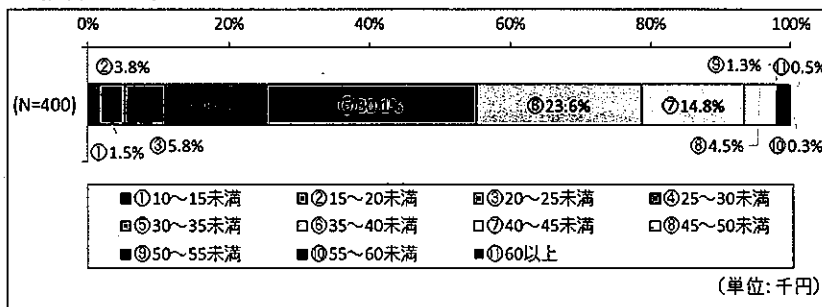 0% 20% 40% 60% 80% 100%
②3.8% ⑨1.3% ⑪0.5%
(N=400) ⑤30.1% ⑥23.6% ⑦14.8%
①1.5% ③5.8% ⑧4.5% ⑩0.3%
①10～15未満 ②15～20未満 ③20～25未満 ④25～30未満
⑤30～35未満 ⑥35～40未満 ⑦40～45未満 ⑧45～50未満
⑨50～55未満 ⑩55～60未満 ⑪60以上
(単位:千円)